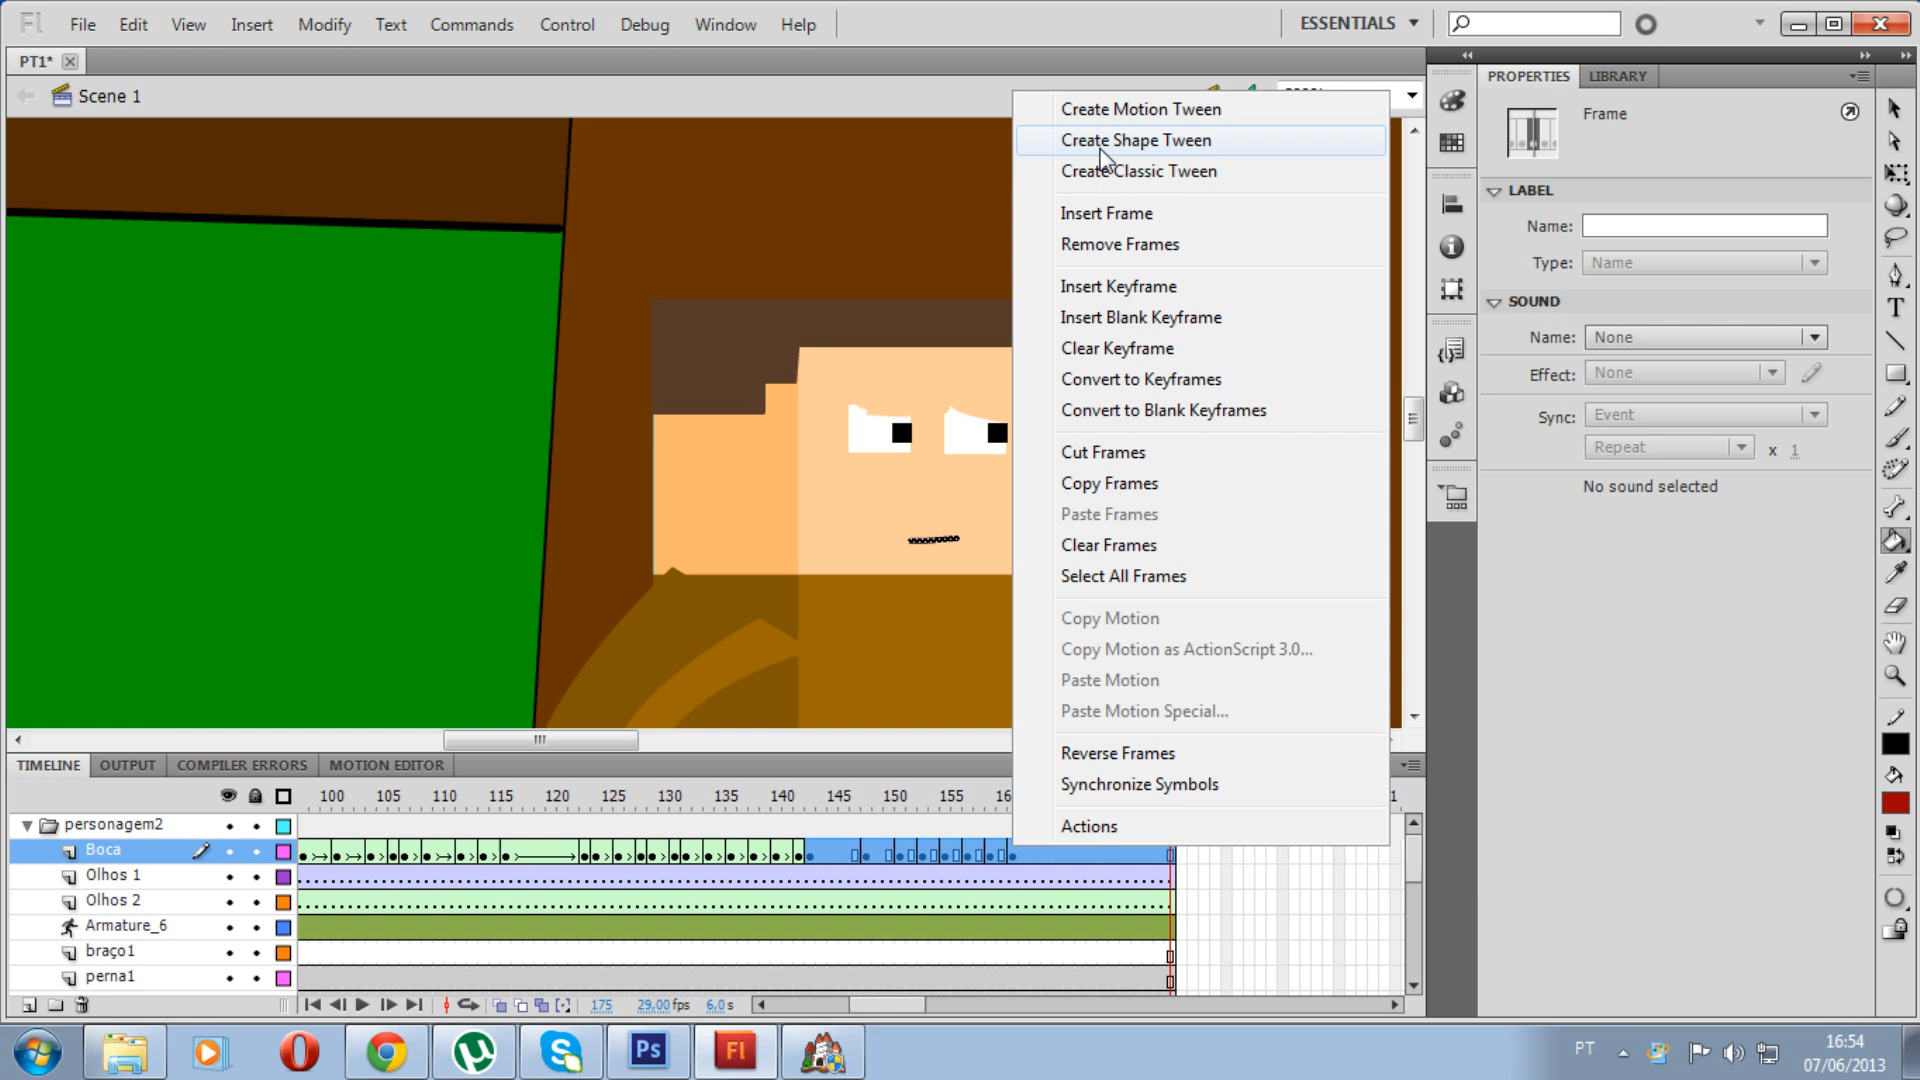 Fl File Edit View Insert Modify Text Commands Control Debug Window Help ESSENTIALS
PT1*
Scene 1
Create Motion Tween
Create Shape Tween
Create Classic Tween
Insert Frame
Remove Frames
Insert Keyframe
Insert Blank Keyframe
Clear Keyframe
Convert to Keyframes
Convert to Blank Keyframes
Cut Frames
Copy Frames
Paste Frames
Clear Frames
Select All Frames
Copy Motion
Copy Motion as ActionScript 3.0...
Paste Motion
Paste Motion Special...
Reverse Frames
Synchronize Symbols
Actions
PROPERTIES LIBRARY
Frame
LABEL
Name:
Type: Name
SOUND
Name: None
Effect: None
Sync: Event
Repeat x 1
No sound selected
TIMELINE OUTPUT COMPILER ERRORS MOTION EDITOR
100 105 110 115 120 125 130 135 140 145 150 155 16 1
personagem2
Boca
Olhos 1
Olhos 2
Armature_6
braço1
perna1
175 29,00 fps 6,0 s
Ps Fl PT 16:54
07/06/2013